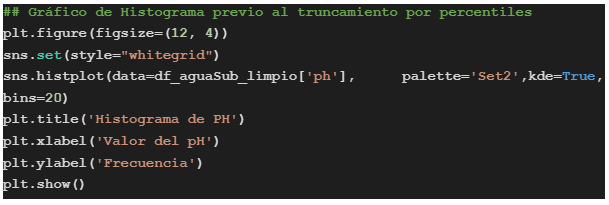 ## Gráfico de Histograma previo al truncamiento por percentiles
plt.figure(figsize=(12, 4))
sns.set(style="whitegrid")
sns.histplot(data=df_aguaSub_limpio['ph'], palette='Set2',kde=True,
bins=20)
plt.title('Histograma de PH')
plt.xlabel('Valor del pH')
plt.ylabel('Frecuencia')
plt.show()